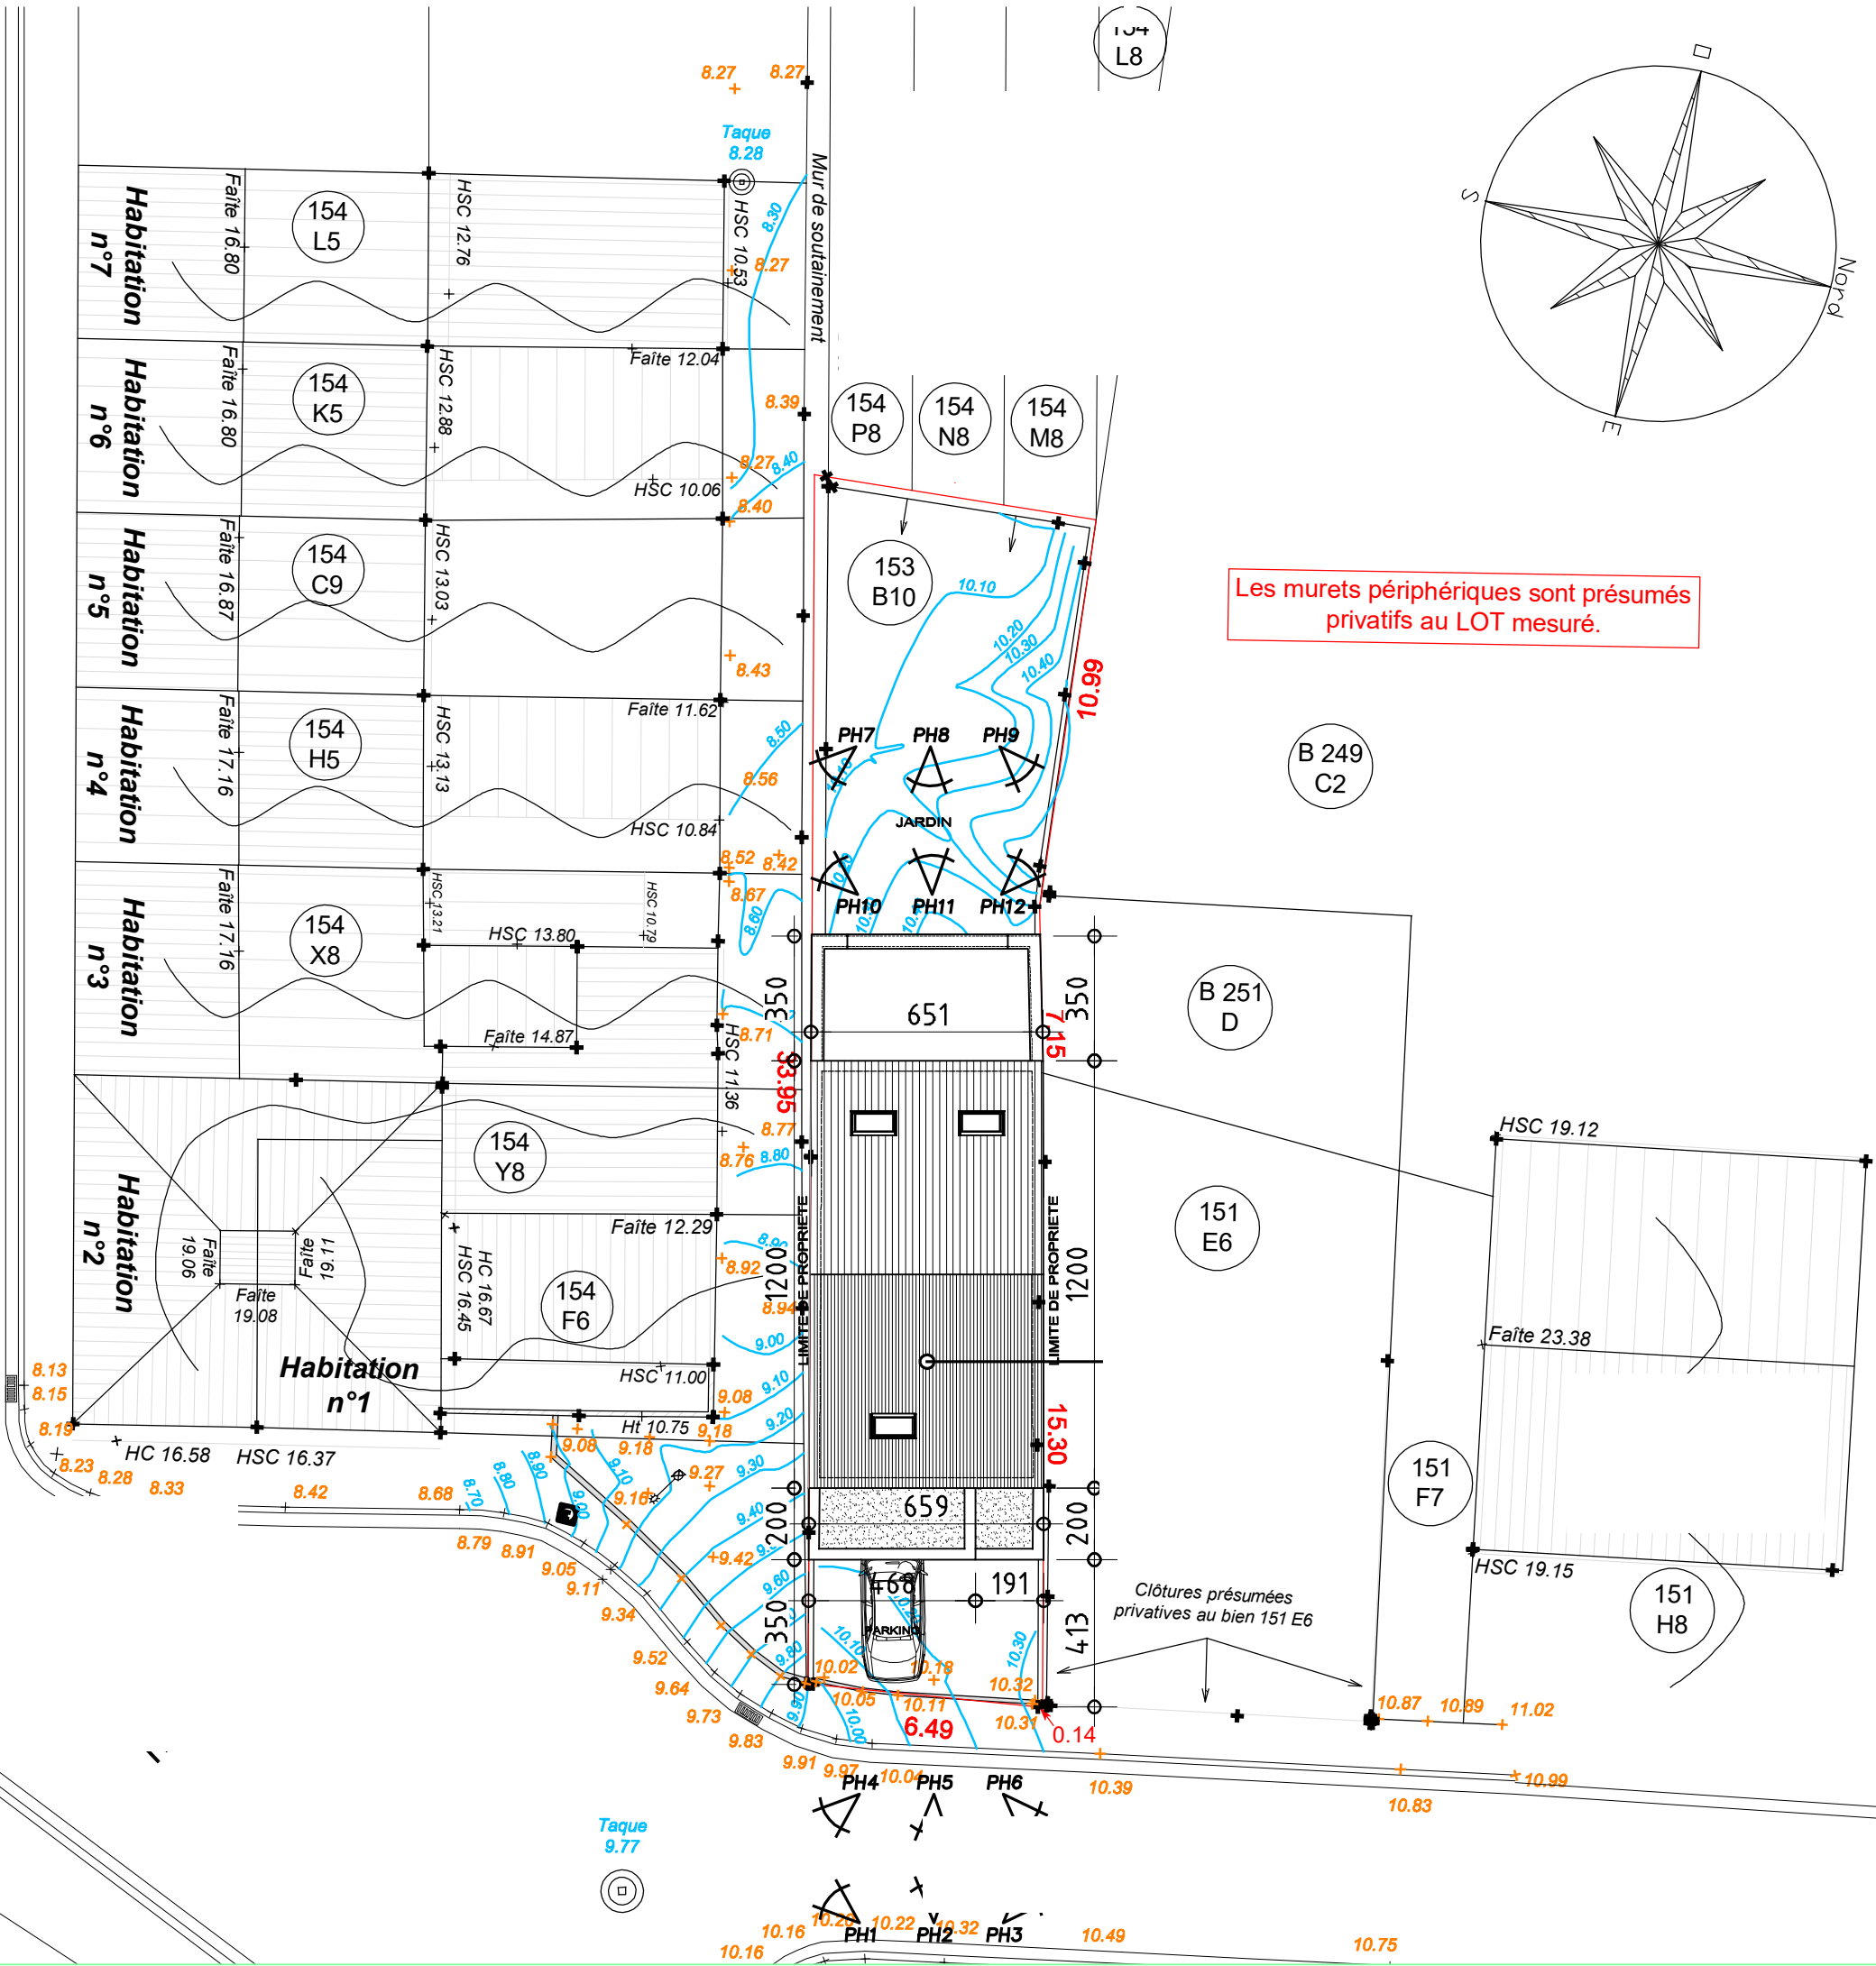 L8
8.27
8.27
Taque
8.28
Mur de soutainement
O
S
Nord
E
Habitation
n°7
Faîte 16.80
154
L5
HSC 12.76
HSC 10.53
8.30
8.27
Habitation
n°6
Faîte 16.80
154
K5
HSC 12.88
Faîte 12.04
HSC 10.06
8.39
8.27
8.40
8.40
154
P8
154
N8
154
M8
Habitation
n°5
Faîte 16.87
154
C9
HSC 13.03
8.43
153
B10
10.10
10.20
10.30
10.40
10.99
Les murets périphériques sont présumés
privatifs au LOT mesuré.
Habitation
n°4
Faîte 17.16
154
H5
HSC 13.13
Faîte 11.62
HSC 10.84
8.50
8.56
8.52
8.42
8.67
PH7
PH8
PH9
JARDIN
PH10
PH11
PH12
B 249
C2
Habitation
n°3
Faîte 17.16
154
X8
HSC 13.21
HSC 10.79
HSC 13.80
Faîte 14.87
8.60
8.71
HSC 11.36
350
651
350
7.15
33.95
B 251
D
Habitation
n°2
154
Y8
8.77
8.76
8.80
Faîte 12.29
Faîte
19.06
Faîte
19.11
Faîte
19.08
HC 16.67
HSC 16.45
154
F6
8.92
8.94
9.00
1200
LIMITE DE PROPRIETE
LIMITE DE PROPRIETE
1200
151
E6
HSC 19.12
Faîte 23.38
Habitation
n°1
HSC 11.00
9.08
9.10
9.20
Ht 10.75
9.18
8.13
8.15
8.19
8.23
8.28
8.33
HC 16.58
HSC 16.37
8.42
8.68
8.70
8.80
8.90
9.00
9.08
9.10
9.18
9.27
9.16
9.30
9.40
9.42
9.60
9.80
9.90
8.79
8.91
9.05
9.11
9.34
9.52
9.64
9.73
9.83
9.91
9.97
15.30
659
200
200
468
191
350
413
PARKING
10.10
10.30
10.02
10.18
10.32
10.05
10.11
10.31
10.00
6.49
0.14
10.04
10.39
Clôtures présumées
privatives au bien 151 E6
151
F7
HSC 19.15
151
H8
10.87
10.89
11.02
10.99
10.83
PH4
PH5
PH6
Taque
9.77
10.16
10.16
10.20
10.22
10.32
10.49
10.75
PH1
PH2
PH3